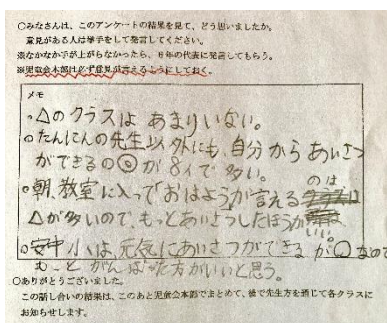 ○みなさんは、このアンケートの結果を見て、どう思いましたか。
意見がある人は挙手をして発言してください。
※なかなか手が上がらなかったら、6年の代表に発言してもらう。
※児童会本部は必ず意見が言えるようにしておく。
メモ
。△のクラスは あまりいない。
。たんにんの先生以外にも、自分からあいさつ
ができるの◎が8人で多い。
。朝、教室に入って「おはようが言えるのは
△が多いので、もっとあいさつしたほうが
いい。
。安中小は、元気にあいさつができるが○なので
もっとがんばった方がいいと思う。
○ありがとうございました。
この話し合いの結果は、このあと児童会本部でまとめて、後で先生方を通じて各クラスに
お知らせします。